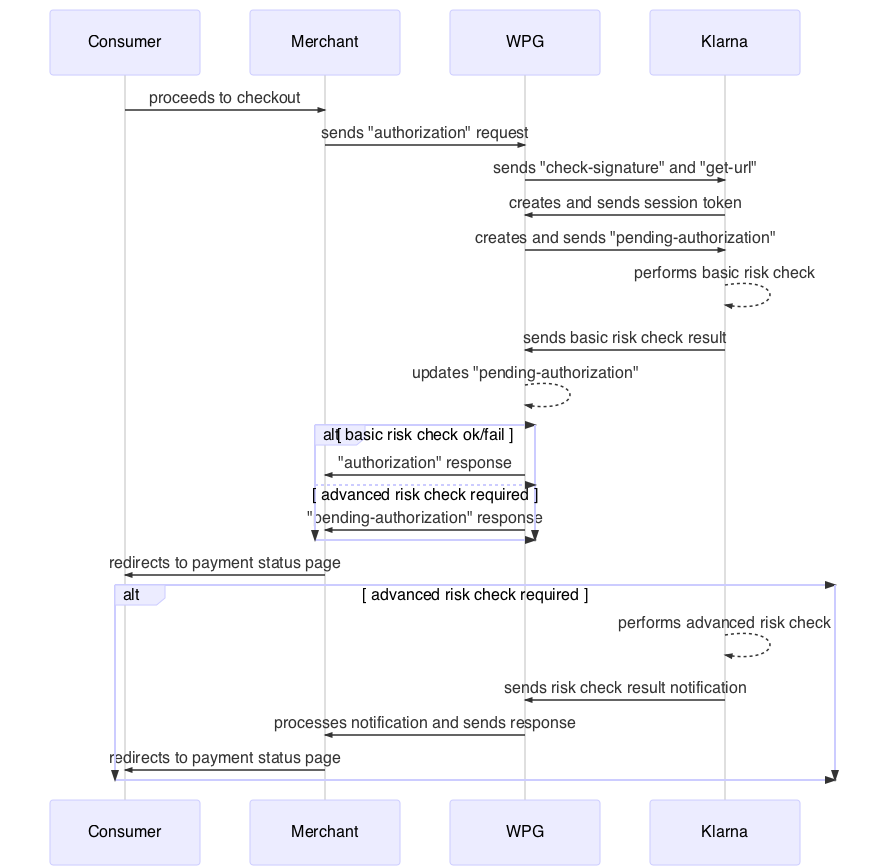 Consumer
Merchant
WPG
Klarna
proceeds to checkout
sends "authorization" request
sends "check-signature" and "get-url"
creates and sends session token
creates and sends "pending-authorization"
performs basic risk check
sends basic risk check result
updates "pending-authorization"
alt [ basic risk check ok/fail ]
"authorization" response
[ advanced risk check required ]
"pending-authorization" response
redirects to payment status page
alt [ advanced risk check required ]
performs advanced risk check
sends risk check result notification
processes notification and sends response
redirects to payment status page
Consumer
Merchant
WPG
Klarna